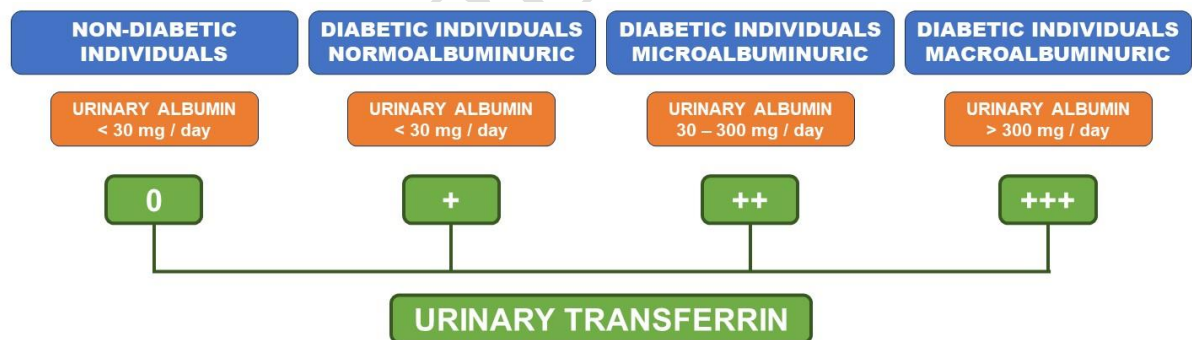 NON-DIABETIC
INDIVIDUALS
DIABETIC INDIVIDUALS
NORMOALBUMINURIC
DIABETIC INDIVIDUALS
MICROALBUMINURIC
DIABETIC INDIVIDUALS
MACROALBUMINURIC
URINARY ALBUMIN
< 30 mg / day
URINARY ALBUMIN
< 30 mg / day
URINARY ALBUMIN
30 – 300 mg / day
URINARY ALBUMIN
> 300 mg / day
0
+
++
+++
URINARY TRANSFERRIN